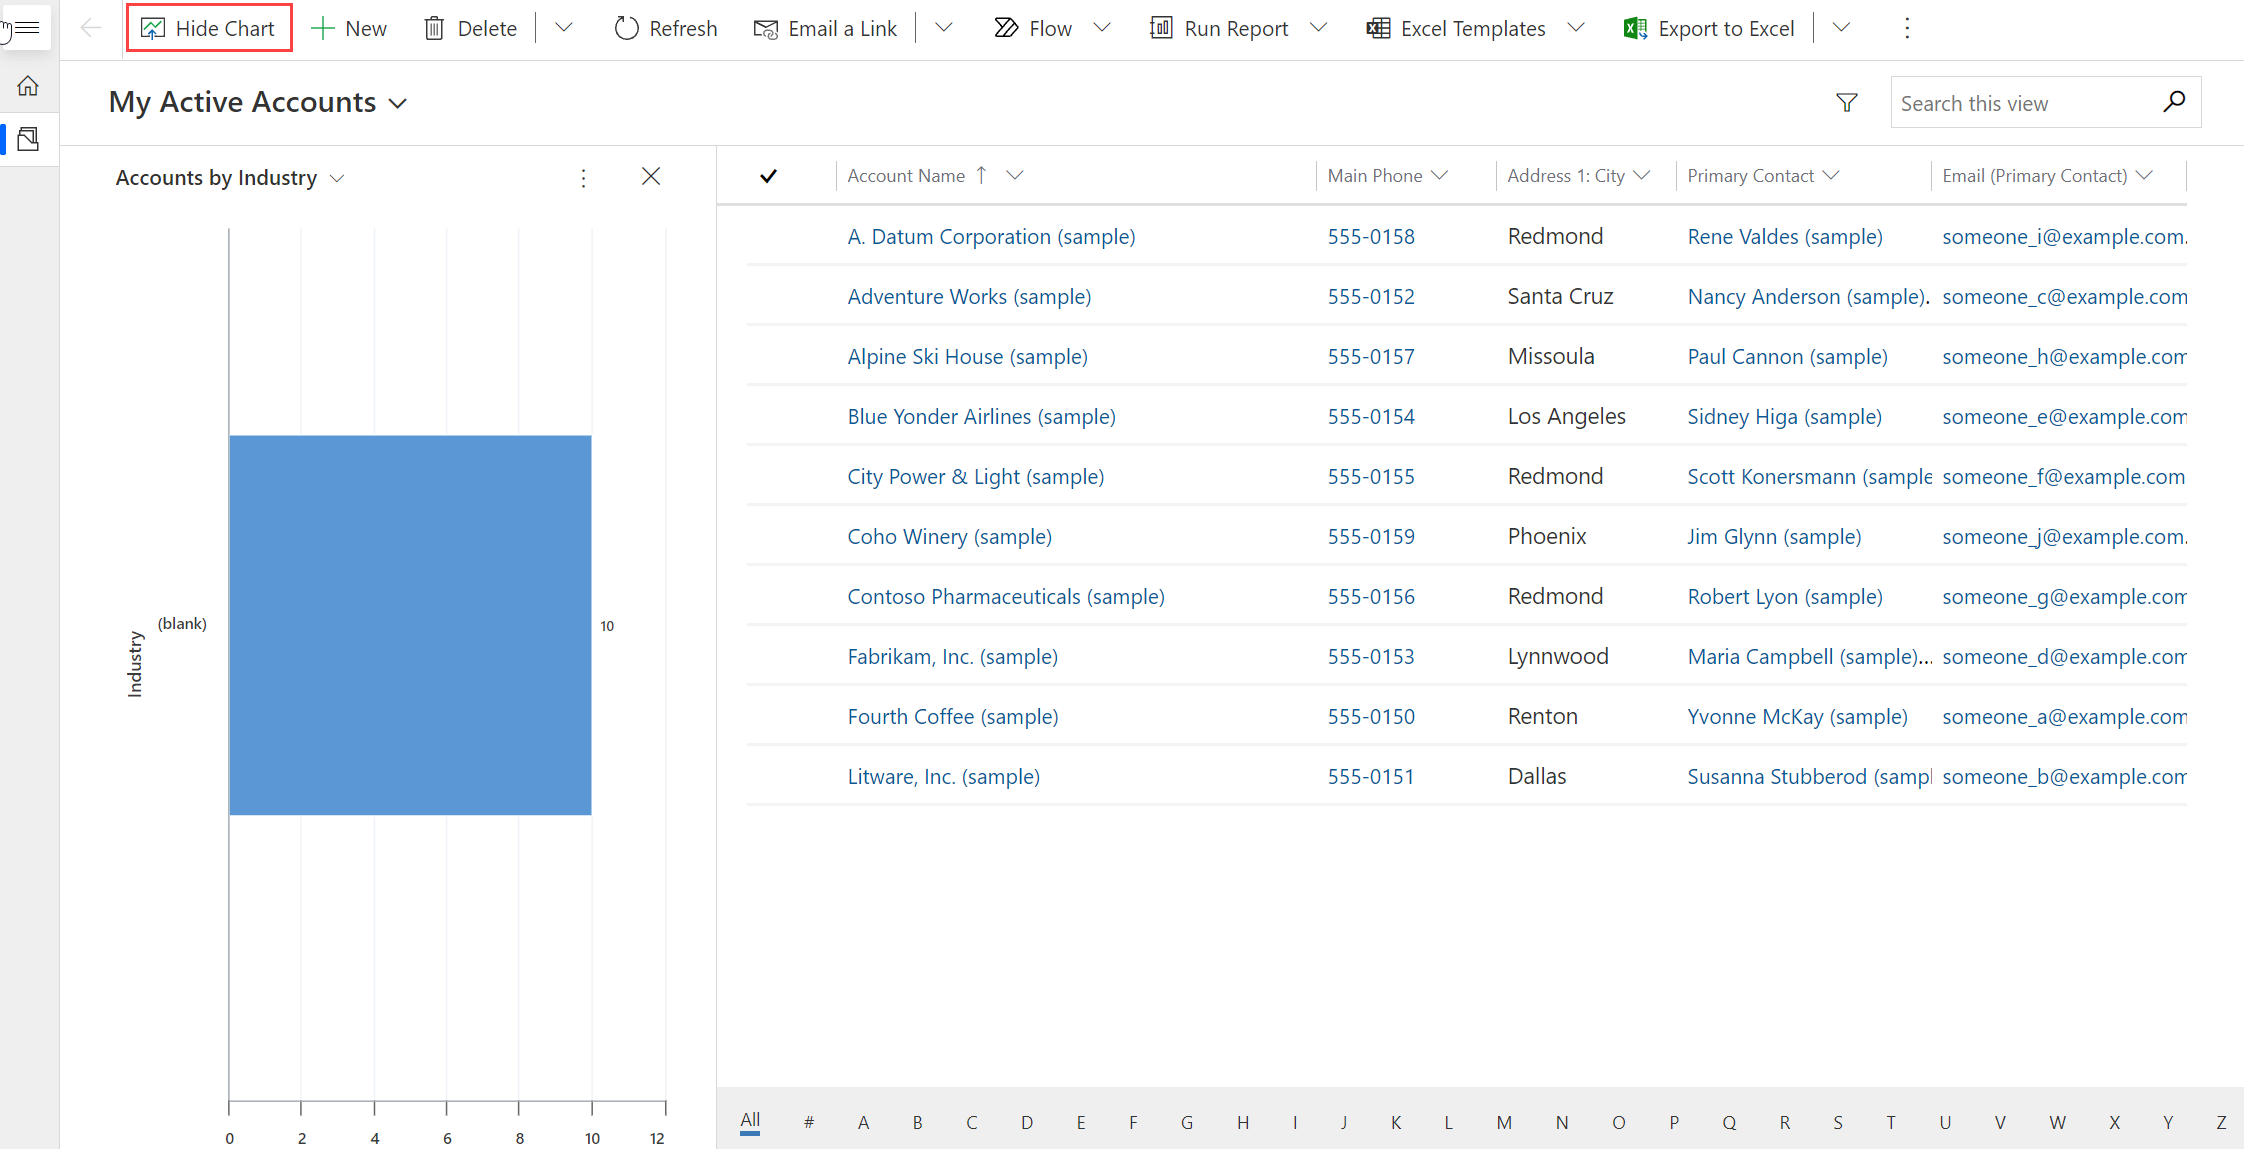 Hide Chart New Delete Refresh Email a Link Flow Run Report Excel Templates Export to Excel
My Active Accounts
Search this view
Accounts by Industry
Industry
(blank)
10
0 2 4 6 8 10 12
Account Name Main Phone Address 1: City Primary Contact Email (Primary Contact)
A. Datum Corporation (sample) 555-0158 Redmond Rene Valdes (sample) someone_i@example.com.
Adventure Works (sample) 555-0152 Santa Cruz Nancy Anderson (sample). someone_c@example.com
Alpine Ski House (sample) 555-0157 Missoula Paul Cannon (sample) someone_h@example.com
Blue Yonder Airlines (sample) 555-0154 Los Angeles Sidney Higa (sample) someone_e@example.com
City Power & Light (sample) 555-0155 Redmond Scott Konersmann (sample someone_f@example.com
Coho Winery (sample) 555-0159 Phoenix Jim Glynn (sample) someone_j@example.com.
Contoso Pharmaceuticals (sample) 555-0156 Redmond Robert Lyon (sample) someone_g@example.com
Fabrikam, Inc. (sample) 555-0153 Lynnwood Maria Campbell (sample)... someone_d@example.com
Fourth Coffee (sample) 555-0150 Renton Yvonne McKay (sample) someone_a@example.com
Litware, Inc. (sample) 555-0151 Dallas Susanna Stubberod (sampl someone_b@example.com
All # A B C D E F G H I J K L M N O P Q R S T U V W X Y Z